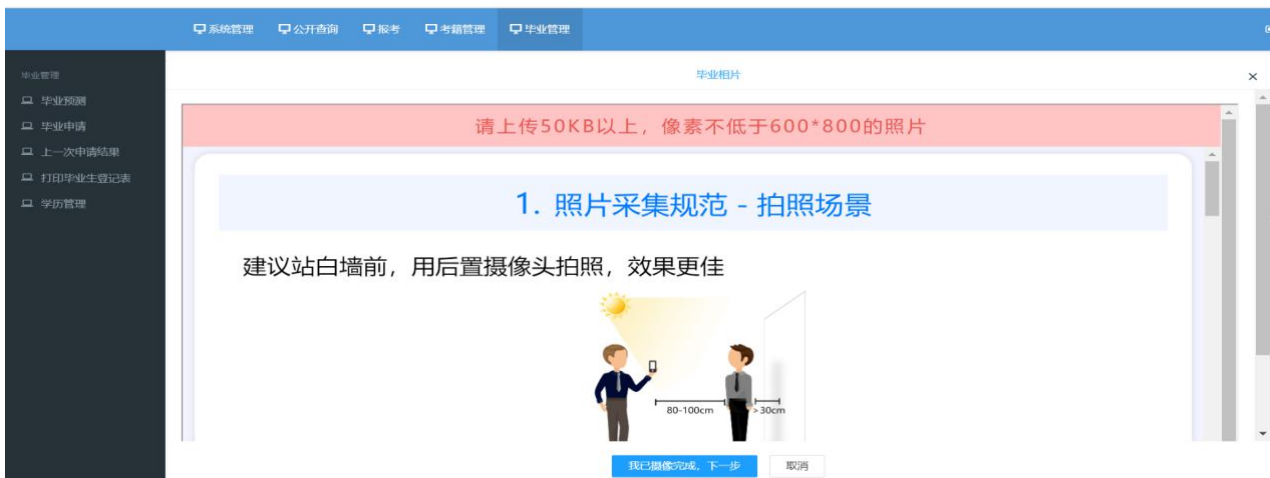 系统管理 公开查询 报考 考籍管理 毕业管理
毕业管理
毕业预测
毕业申请
上一次申请结果
打印毕业生登记表
学历管理
毕业相片
请上传50KB以上，像素不低于600*800的照片
1. 照片采集规范 - 拍照场景
建议站白墙前，用后置摄像头拍照，效果更佳
80-100cm >30cm
我已摄像完成，下一步 取消